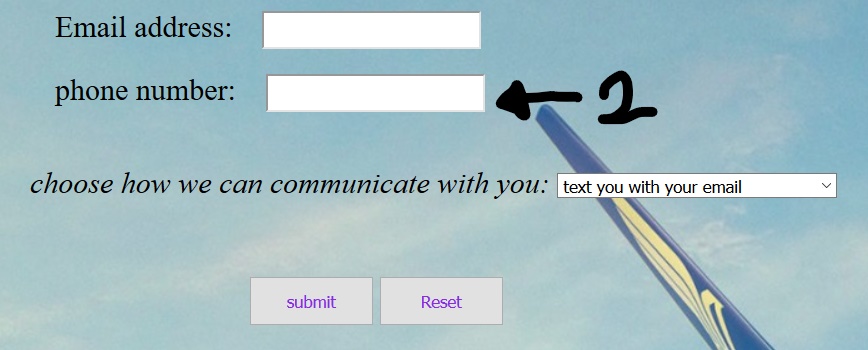 Email address:
phone number: 2
choose how we can communicate with you: text you with your email
submit Reset